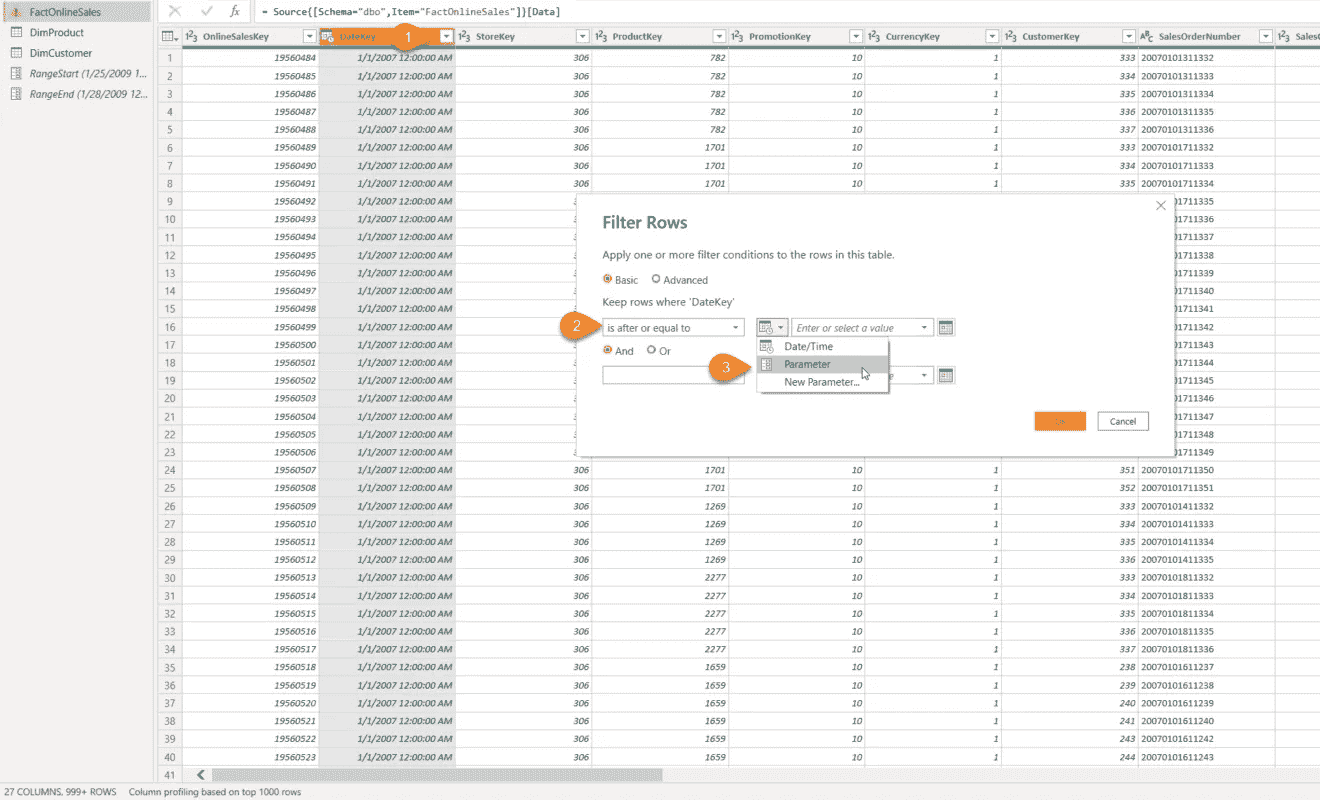 FactOnlineSales
DimProduct
DimCustomer
RangeStart (1/25/2009 1...
RangeEnd (1/28/2009 12...
fx = Source{[Schema="dbo",Item="FactOnlineSales"]}[Data]
1²3 OnlineSalesKey DateKey 1 1²3 StoreKey 1²3 ProductKey 1²3 PromotionKey 1²3 CurrencyKey 1²3 CustomerKey ABC SalesOrderNumber 1²3 Sales
1 19560484 1/1/2007 12:00:00 AM 306 782 10 1 333 20070101311332
2 19560485 1/1/2007 12:00:00 AM 306 782 10 1 334 20070101311333
3 19560486 1/1/2007 12:00:00 AM 306 782 10 1 335 20070101311334
4 19560487 1/1/2007 12:00:00 AM 306 782 10 1 336 20070101311335
5 19560488 1/1/2007 12:00:00 AM 306 782 10 1 337 20070101311336
6 19560489 1/1/2007 12:00:00 AM 306 1701 10 1 333 20070101711332
7 19560490 1/1/2007 12:00:00 AM 306 1701 10 1 334 20070101711333
8 19560491 1/1/2007 12:00:00 AM 306 1701 10 1 335 20070101711334
9 19560492 1/1/2007 12:00:00 AM 1711335
10 19560493 1/1/2007 12:00:00 AM 1711336
11 19560494 1/1/2007 12:00:00 AM 1711337
12 19560495 1/1/2007 12:00:00 AM 1711338
13 19560496 1/1/2007 12:00:00 AM 1711339
14 19560497 1/1/2007 12:00:00 AM 1711340
15 19560498 1/1/2007 12:00:00 AM 1711341
16 19560499 1/1/2007 12:00:00 AM 1711342
17 19560500 1/1/2007 12:00:00 AM 1711343
18 19560501 1/1/2007 12:00:00 AM 1711344
19 19560502 1/1/2007 12:00:00 AM 1711345
20 19560503 1/1/2007 12:00:00 AM 1711346
21 19560504 1/1/2007 12:00:00 AM 1711347
22 19560505 1/1/2007 12:00:00 AM 1711348
23 19560506 1/1/2007 12:00:00 AM 1711349
24 19560507 1/1/2007 12:00:00 AM 306 1701 10 1 351 20070101711350
25 19560508 1/1/2007 12:00:00 AM 306 1701 10 1 352 20070101711351
26 19560509 1/1/2007 12:00:00 AM 306 1269 10 1 333 20070101411332
27 19560510 1/1/2007 12:00:00 AM 306 1269 10 1 334 20070101411333
28 19560511 1/1/2007 12:00:00 AM 306 1269 10 1 335 20070101411334
29 19560512 1/1/2007 12:00:00 AM 306 1269 10 1 336 20070101411335
30 19560513 1/1/2007 12:00:00 AM 306 2277 10 1 333 20070101811332
31 19560514 1/1/2007 12:00:00 AM 306 2277 10 1 334 20070101811333
32 19560515 1/1/2007 12:00:00 AM 306 2277 10 1 335 20070101811334
33 19560516 1/1/2007 12:00:00 AM 306 2277 10 1 336 20070101811335
34 19560517 1/1/2007 12:00:00 AM 306 2277 10 1 337 20070101811336
35 19560518 1/1/2007 12:00:00 AM 306 1659 10 1 238 20070101611237
36 19560519 1/1/2007 12:00:00 AM 306 1659 10 1 239 20070101611238
37 19560520 1/1/2007 12:00:00 AM 306 1659 10 1 240 20070101611239
38 19560521 1/1/2007 12:00:00 AM 306 1659 10 1 241 20070101611240
39 19560522 1/1/2007 12:00:00 AM 306 1659 10 1 243 20070101611242
40 19560523 1/1/2007 12:00:00 AM 306 1659 10 1 244 20070101611243
41
Filter Rows
Apply one or more filter conditions to the rows in this table.
Basic Advanced
Keep rows where 'DateKey'
2 is after or equal to Enter or select a value
And Or
Date/Time
3 Parameter
New Parameter...
OK Cancel
27 COLUMNS, 999+ ROWS Column profiling based on top 1000 rows